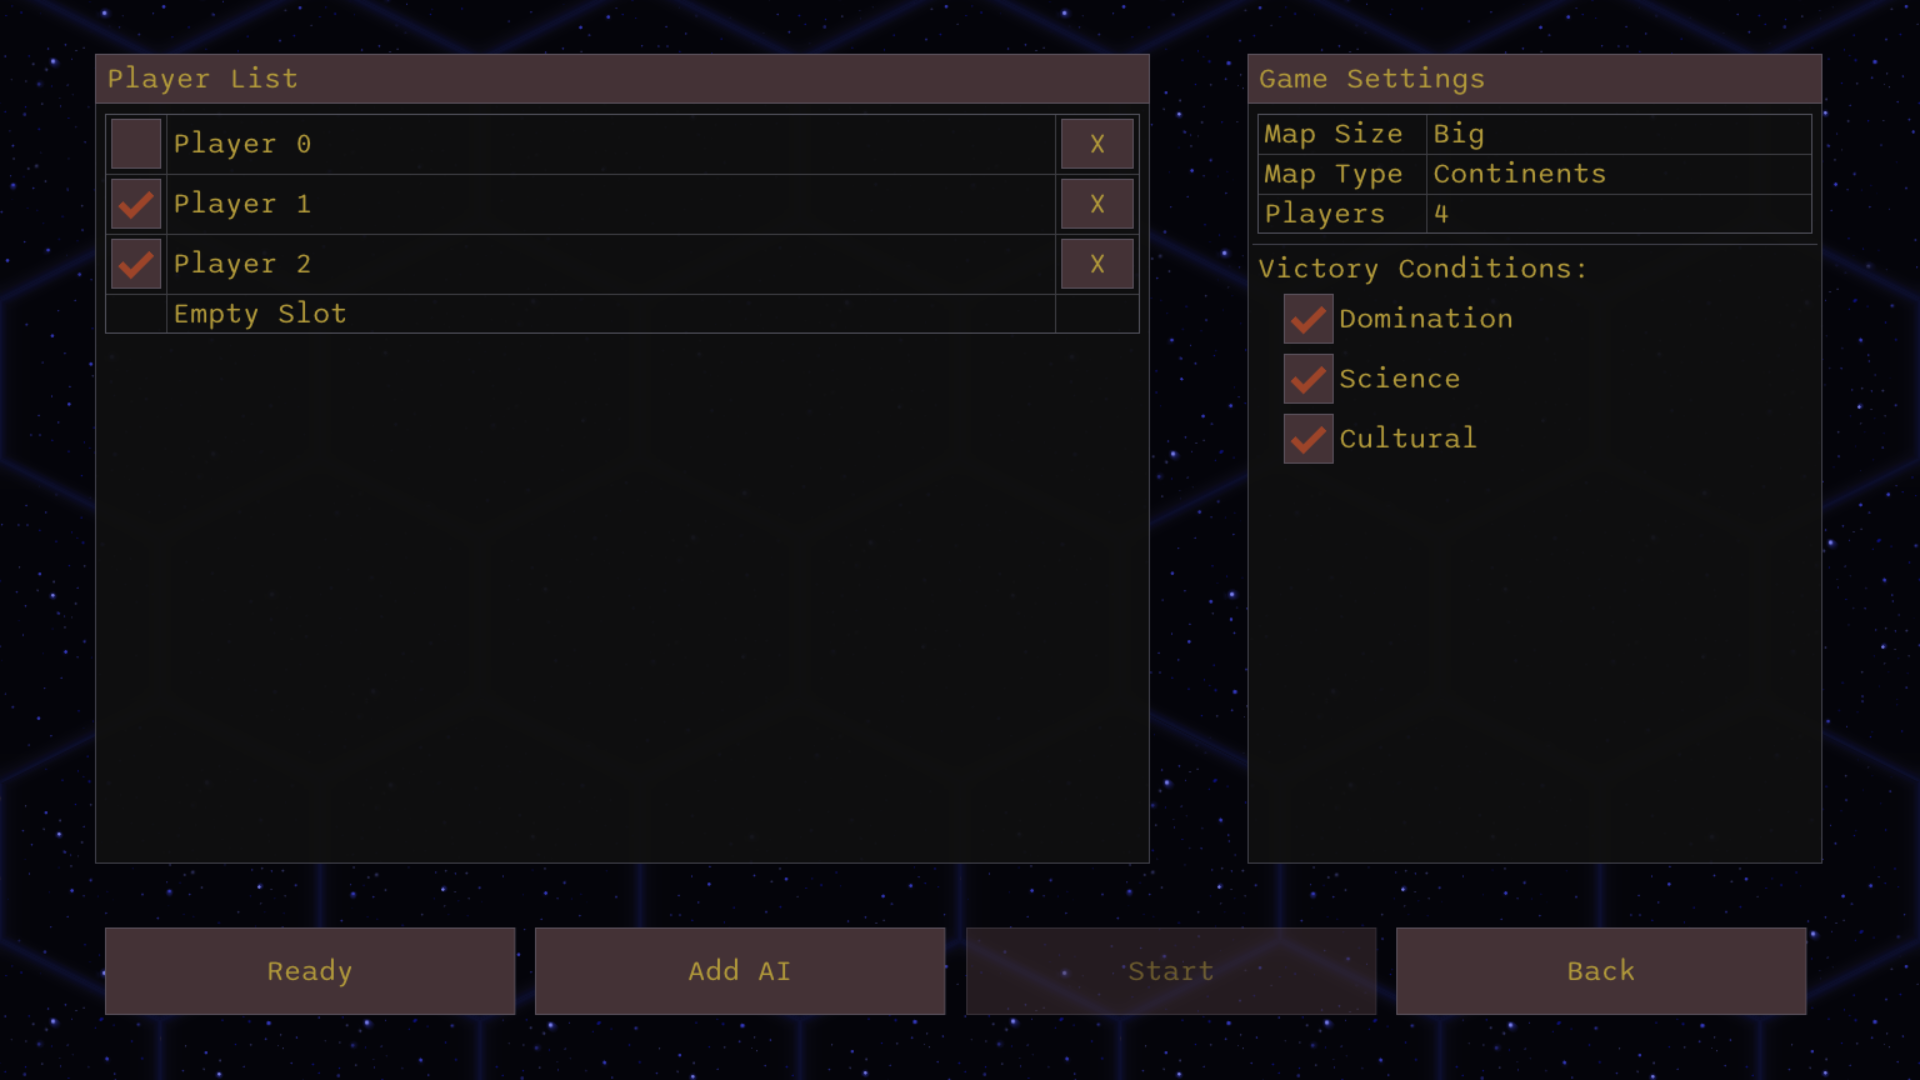 Player List
Player 0 X
Player 1 X
Player 2 X
Empty Slot
Game Settings
Map Size Big
Map Type Continents
Players 4
Victory Conditions:
Domination
Science
Cultural
Ready
Add AI
Start
Back